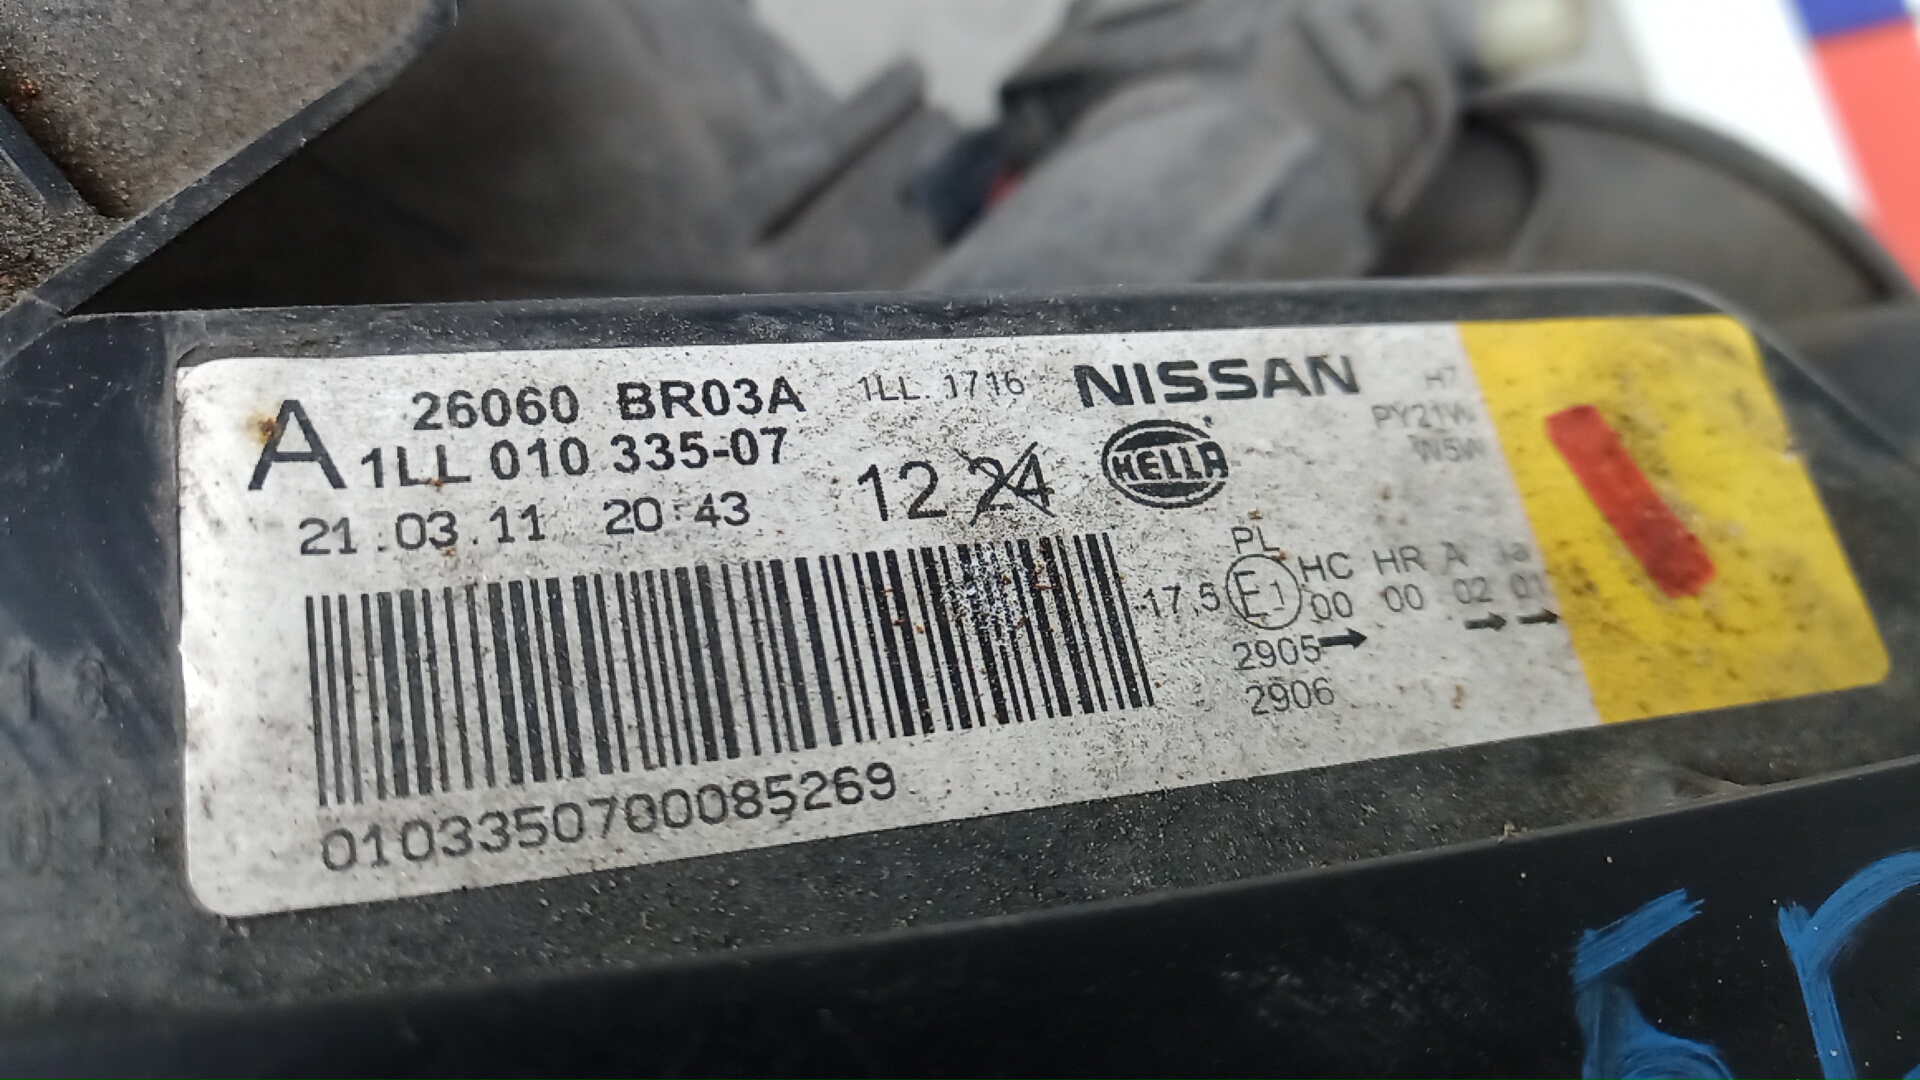 A
26060 BR03A
1LL 010 335-07
21.03.11 20:43
1LL.1716
12 24
NISSAN
HELLA
H7
PY21W
W5W
PL
17.5 E1 HC HR A
00 00 02 01
2905→
2906
0103350700085269